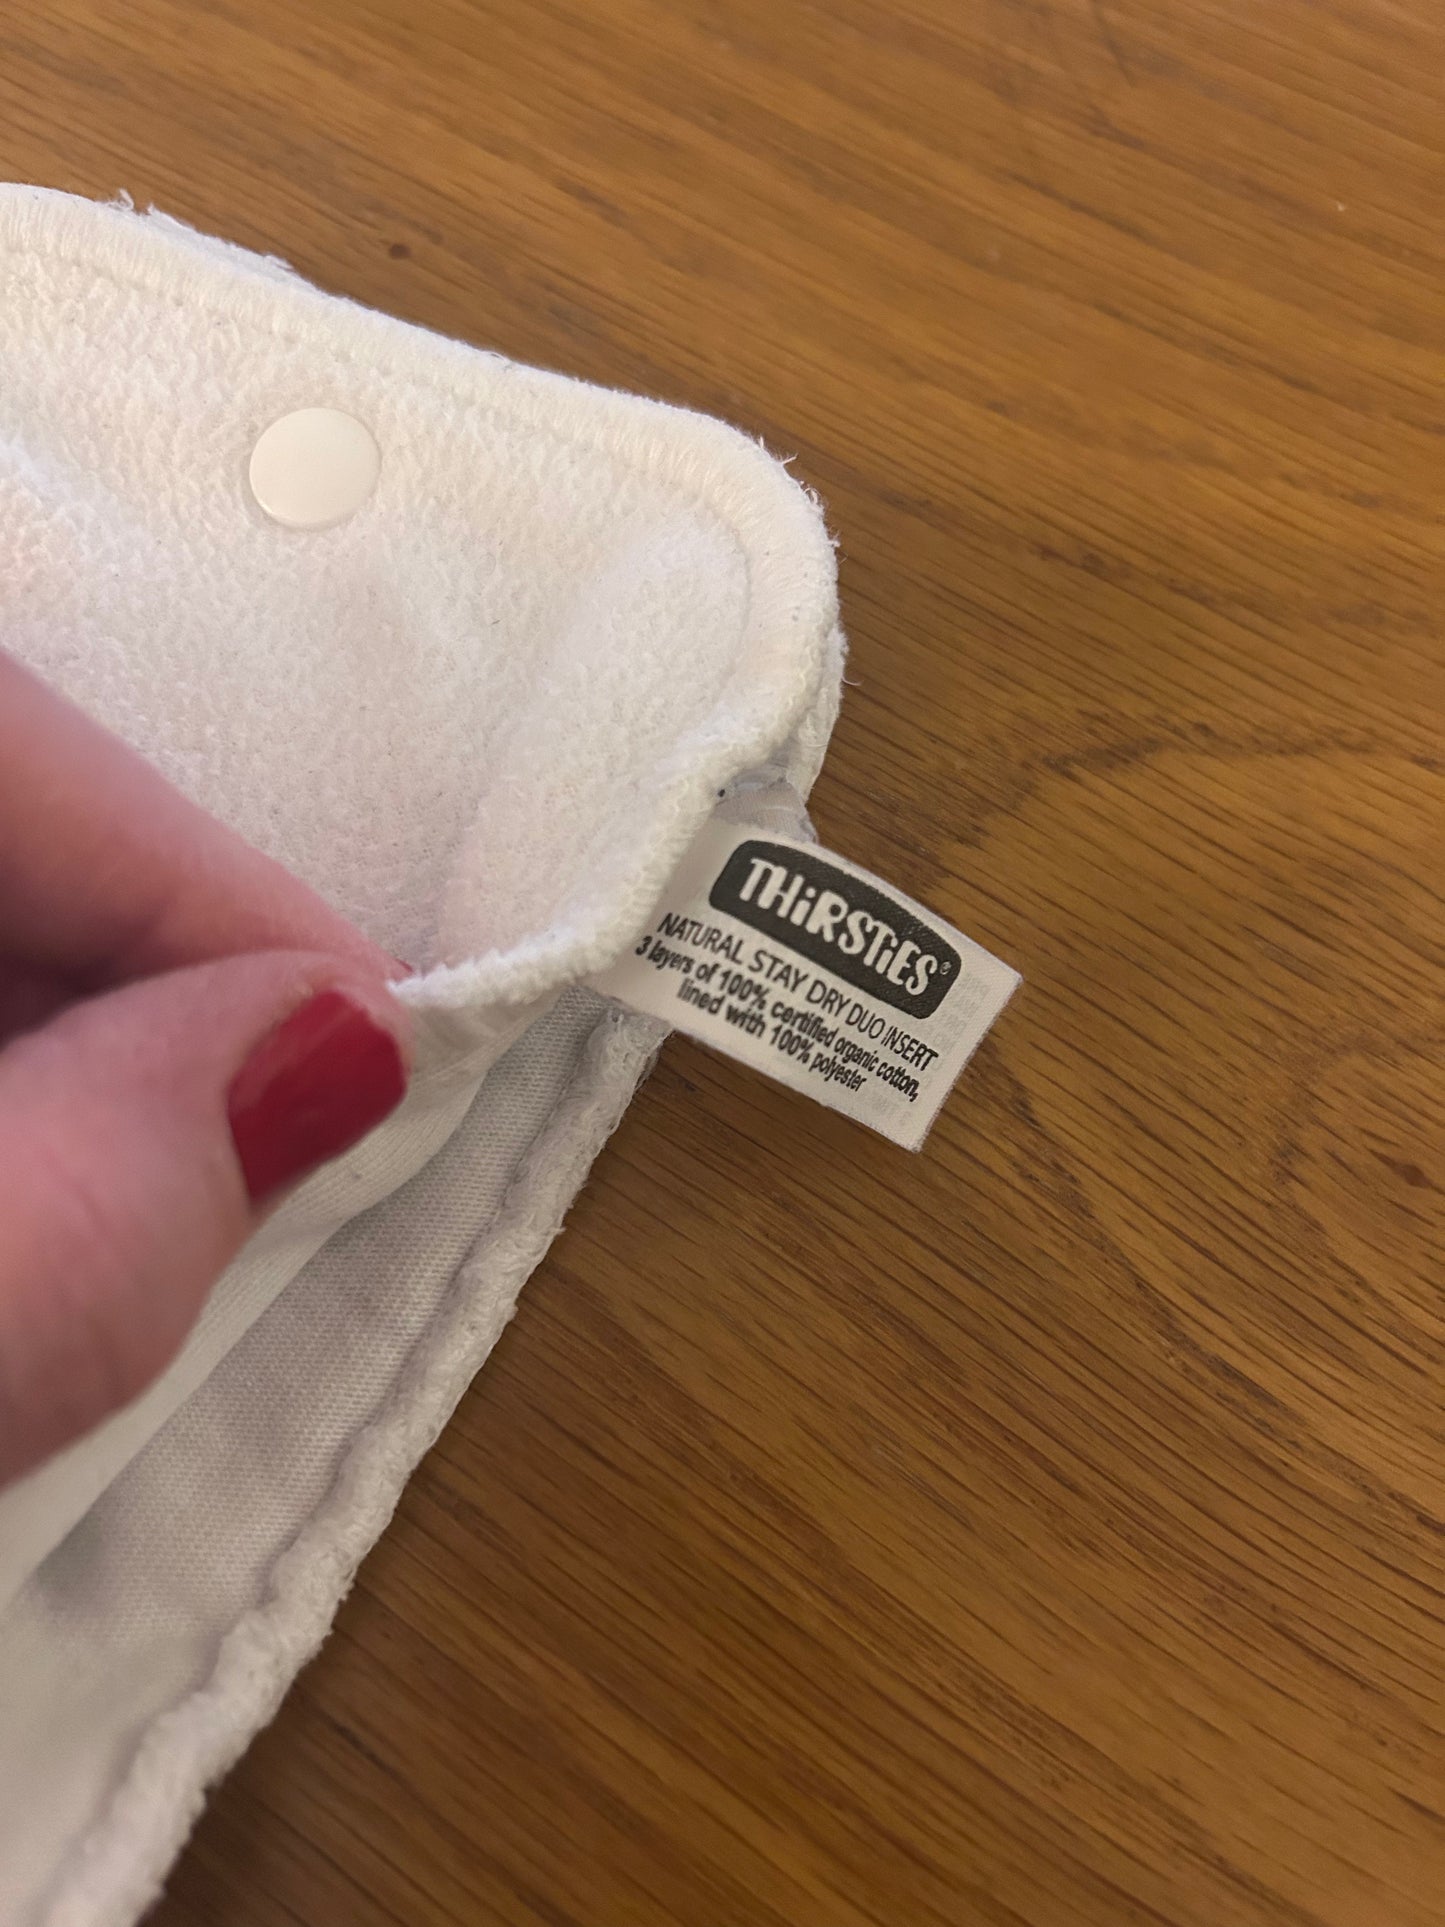 THiRSTiES®
NATURAL STAY DRY DUO INSERT
3 layers of 100% certified organic cotton,
lined with 100% polyester